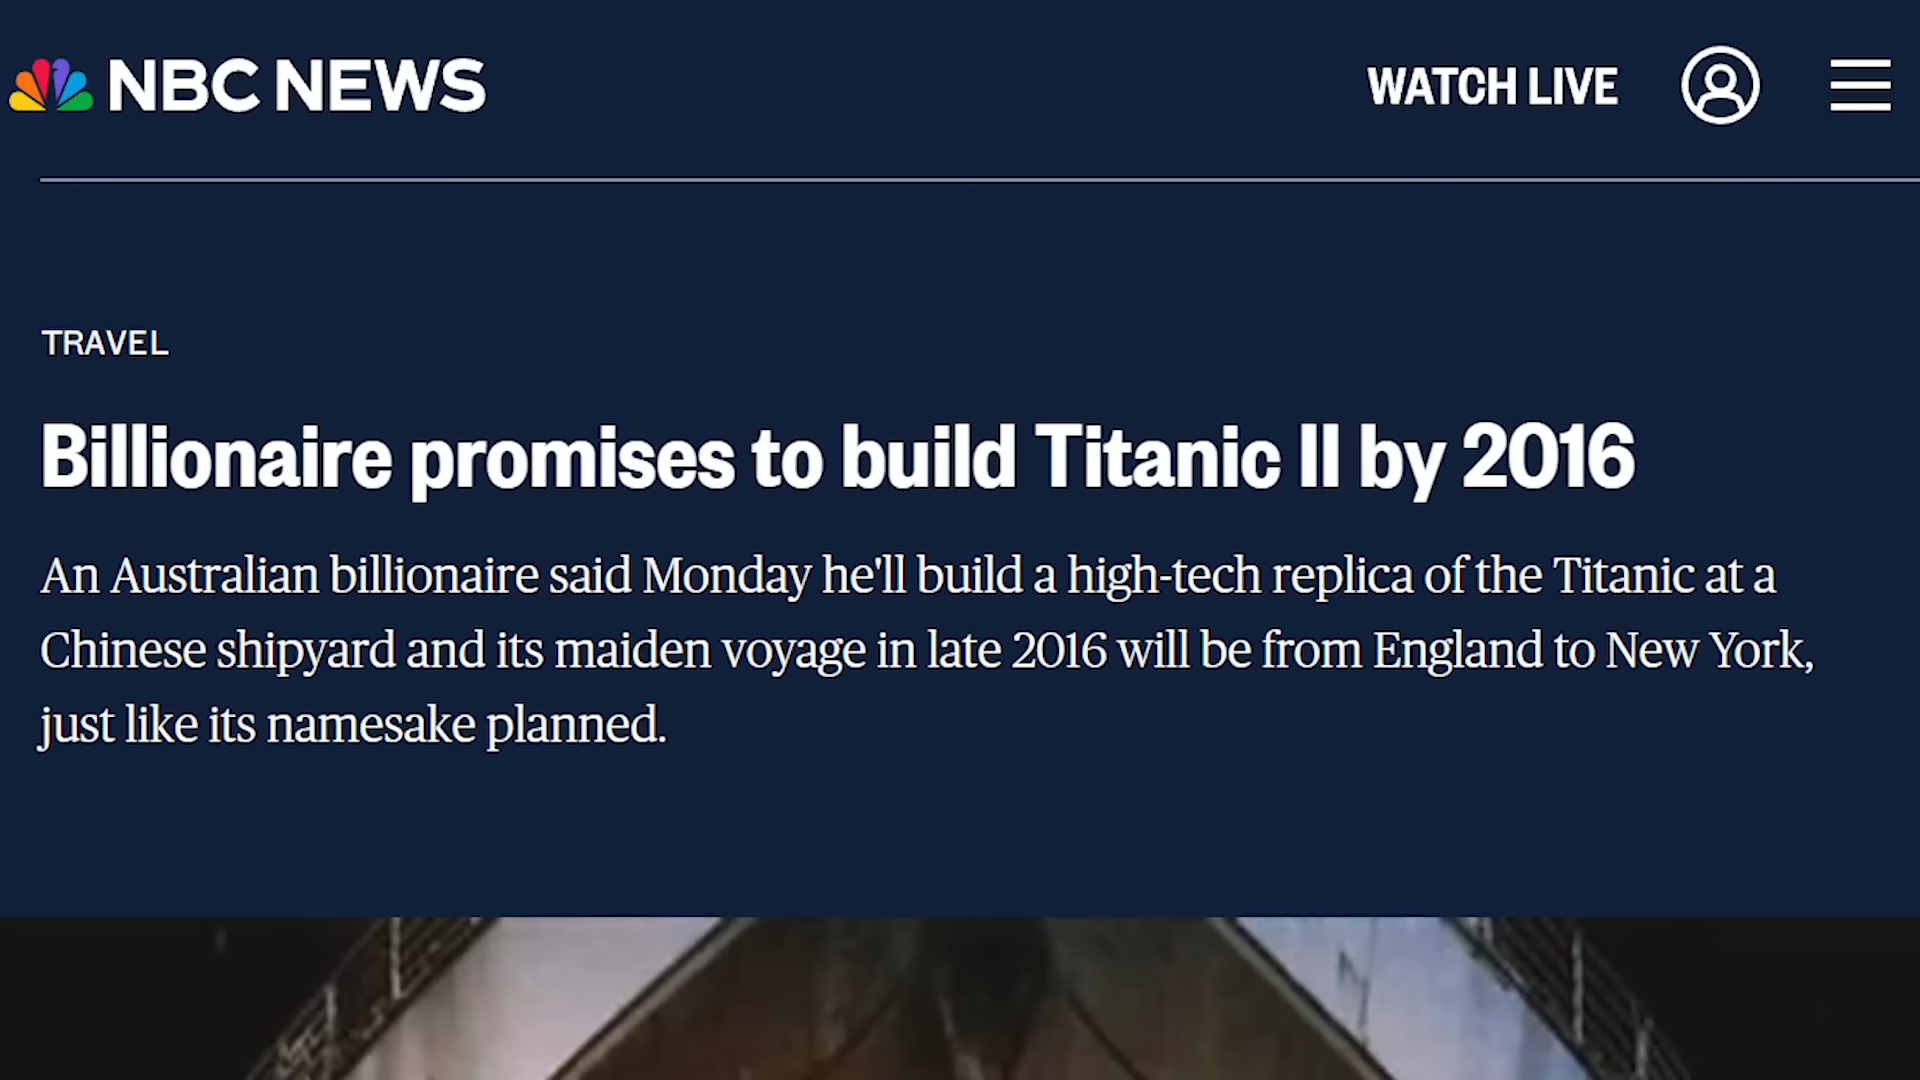 NBC NEWS
WATCH LIVE
TRAVEL
Billionaire promises to build Titanic II by 2016
An Australian billionaire said Monday he'll build a high-tech replica of the Titanic at a
Chinese shipyard and its maiden voyage in late 2016 will be from England to New York,
just like its namesake planned.